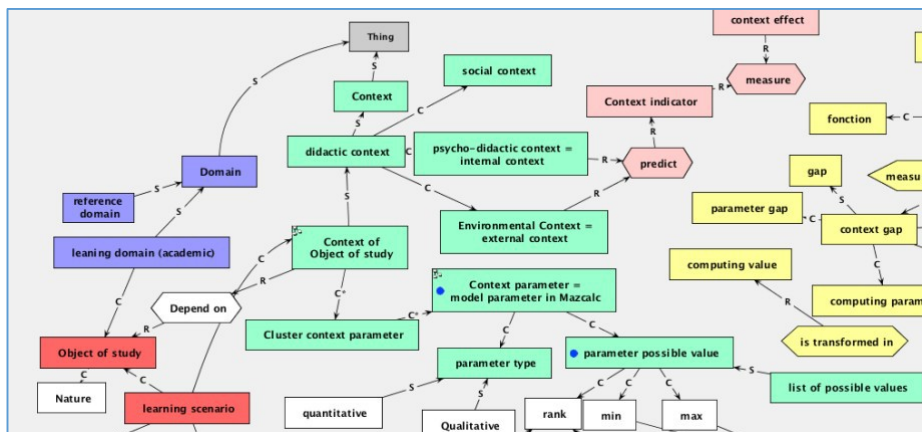 context effect
Thing
R
social context
S
measure
S
R
Context
Context indicator
C
fonction
C
S
R
didactic context
C
psycho-didactic context =
internal context
R
predict
Domain
gap
measu
S
reference
domain
C
R
S
parameter gap
C
S
S
Environmental Context =
external context
context gap
leaning domain (academic)
Context of
Object of study
C
computing value
C
R
Context parameter =
model parameter in Mazcalc
computing param
C
Depend on
C*
C*
R
R
Cluster context parameter
C
C
is transformed in
Object of study
parameter type
parameter possible value
C
C
S
S
list of possible values
Nature
S
C
C
C
learning scenario
quantitative
rank
min
max
Qualitative